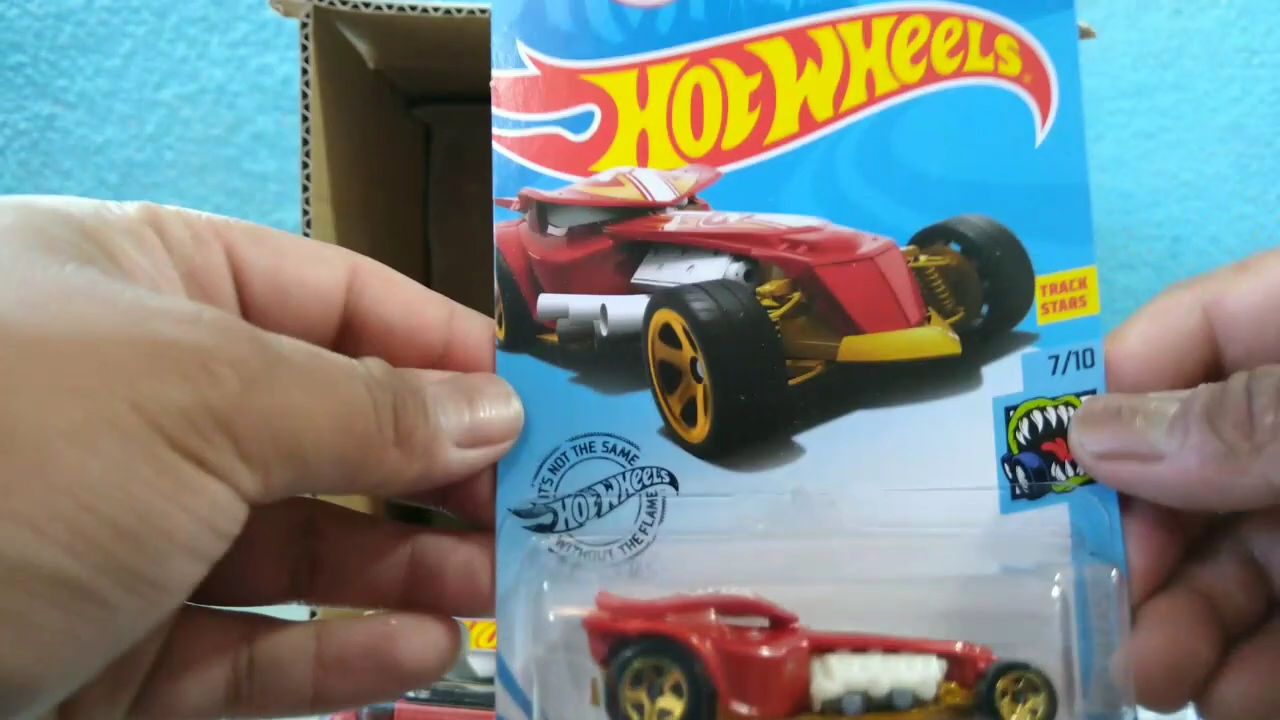 HOT WHEELS
TRACK
STARS
7/10
IT'S NOT THE SAME
HOT WHEELS
WITHOUT THE FLAME